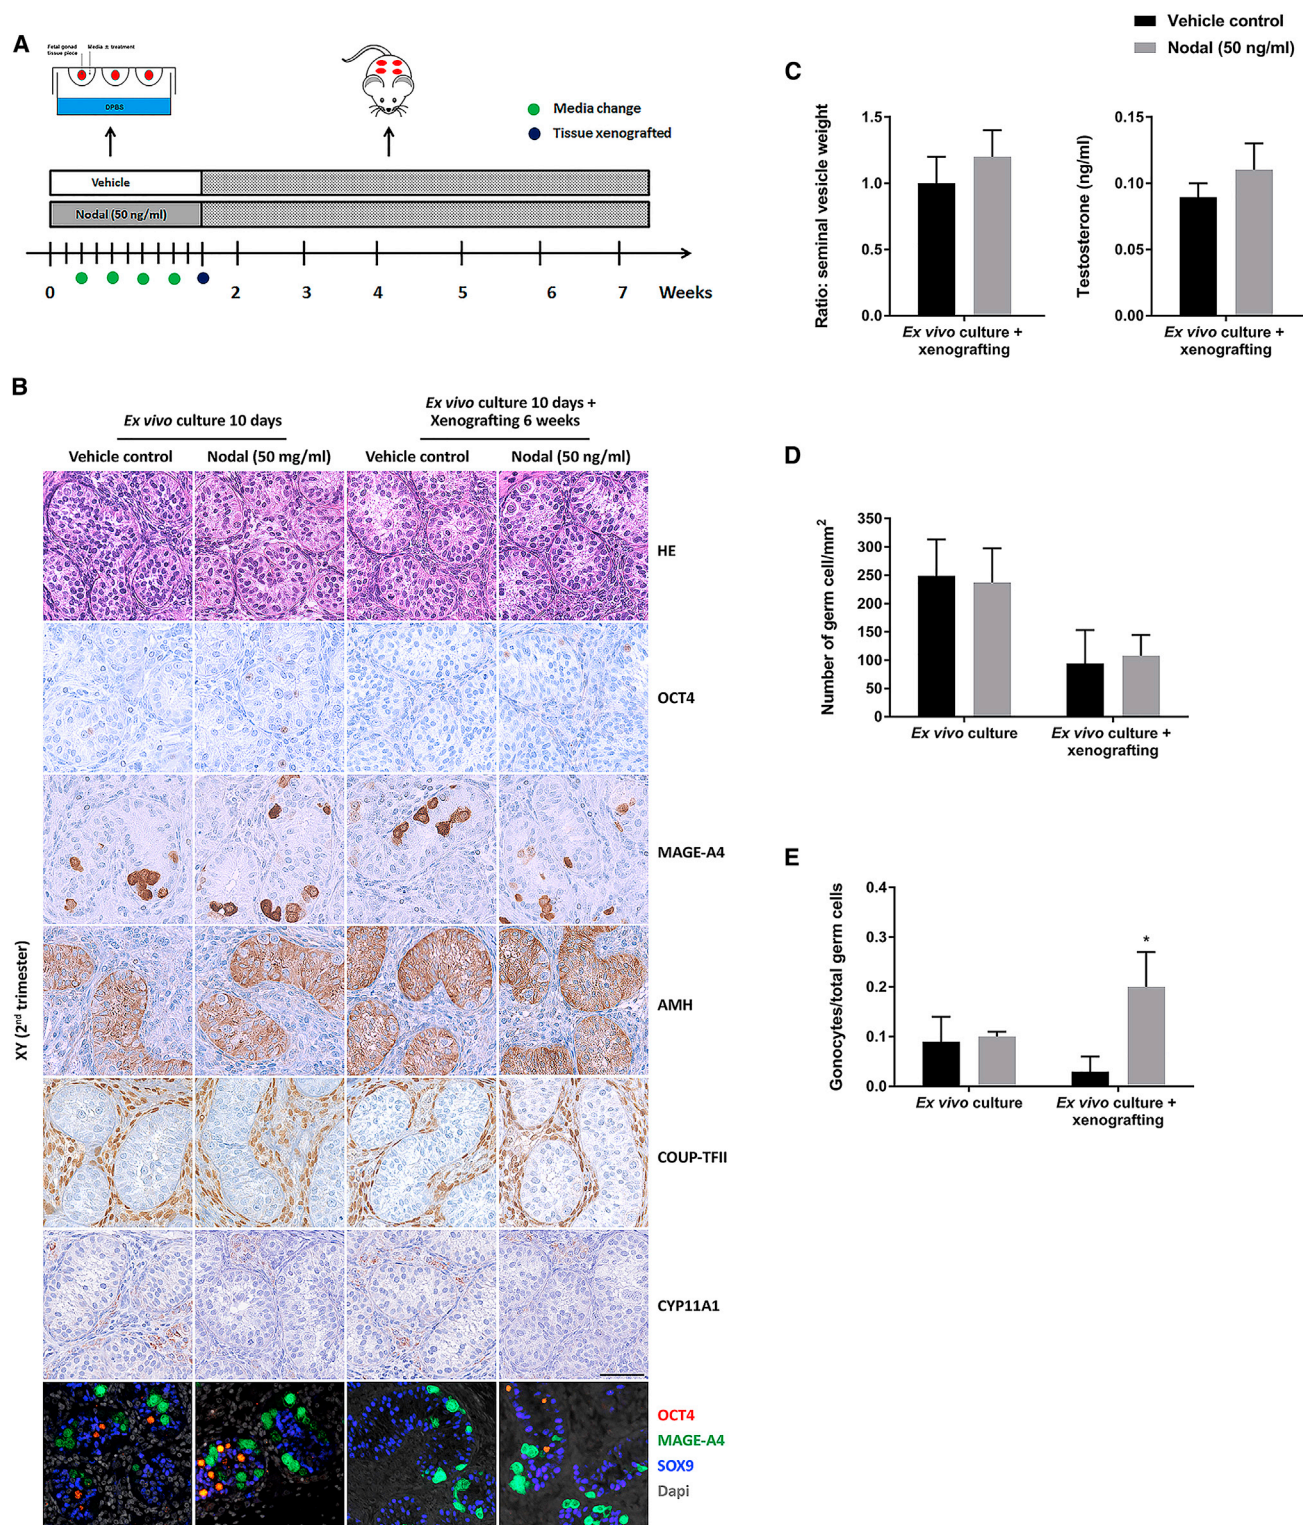 Vehicle control
Nodal (50 ng/ml)
A
Fetal gonad
tissue piece
Media ± treatment
DPBS
Media change
Tissue xenografted
Vehicle
Nodal (50 ng/ml)
0
2
3
4
5
6
7
Weeks
B
Ex vivo culture 10 days
Ex vivo culture 10 days +
Xenografting 6 weeks
Vehicle control
Nodal (50 mg/ml)
Vehicle control
Nodal (50 ng/ml)
XY (2nd trimester)
HE
OCT4
MAGE-A4
AMH
COUP-TFII
CYP11A1
OCT4
MAGE-A4
SOX9
Dapi
C
Ratio: seminal vesicle weight
1.5
1.0
0.5
0.0
Ex vivo culture +
xenografting
Testosterone (ng/ml)
0.15
0.10
0.05
0.00
Ex vivo culture +
xenografting
D
Number of germ cell/mm2
350
300
250
200
150
100
50
0
Ex vivo culture
Ex vivo culture +
xenografting
E
Gonocytes/total germ cells
0.4
0.3
0.2
0.1
0.0
*
Ex vivo culture
Ex vivo culture +
xenografting